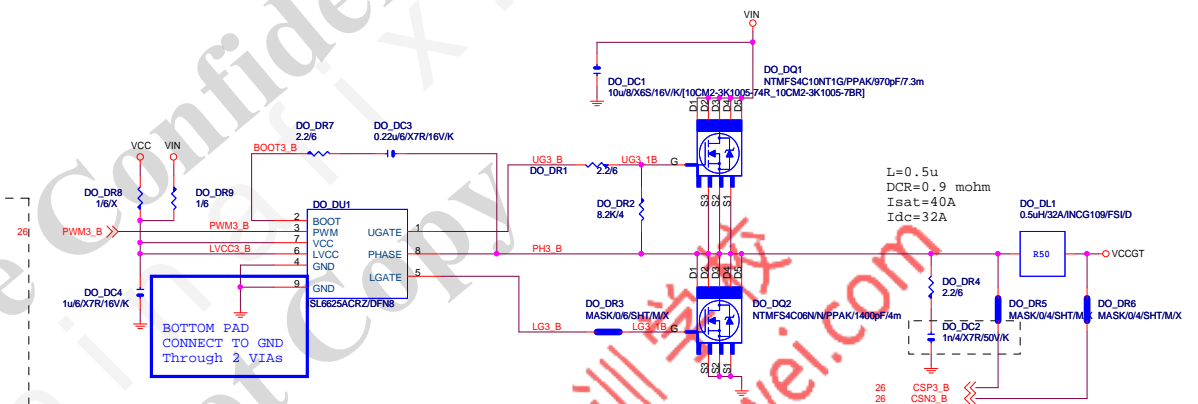 VIN
DO_DC1
10u/8/X6S/16V/K/[10CM2-3K1005-74R_10CM2-3K1005-7BR]
DO_DQ1
NTMFS4C10NT1G/PPAK/970pF/7.3m
D1
D2
D3
D4
D5
G
S3
S2
S1
DO_DR7
2.2/6
DO_DC3
0.22u/6/X7R/16V/K
BOOT3_B
VCC
VIN
DO_DR8
1/6/X
DO_DR9
1/6
UG3_B
UG3_1B
DO_DR1
2.2/6
DO_DR2
8.2K/4
DO_DU1
2
BOOT
3
PWM
7
VCC
6
LVCC
4
GND
9
GND
UGATE
1
PHASE
8
LGATE
5
SL6625ACRZ/DFN8
26
PWM3_B
PWM3_B
LVCC3_B
PH3_B
DO_DC4
1u/6/X7R/16V/K
BOTTOM PAD
CONNECT TO GND
Through 2 VIAs
DO_DR3
MASK/0/6/SHT/M/X
LG3_B
LG3_1B
G
D1
D2
D3
D4
D5
DO_DQ2
NTMFS4C06N/N/PPAK/1400pF/4m
S3
S2
S1
L=0.5u
DCR=0.9 mohm
Isat=40A
Idc=32A
DO_DL1
0.5uH/32A/INCG109/FSI/D
R50
VCCGT
DO_DR4
2.2/6
DO_DC2
1n/4/X7R/50V/K
DO_DR5
MASK/0/4/SHT/M/X
DO_DR6
MASK/0/4/SHT/M/X
26
CSP3_B
26
CSN3_B
Copy
训学校
wei.com